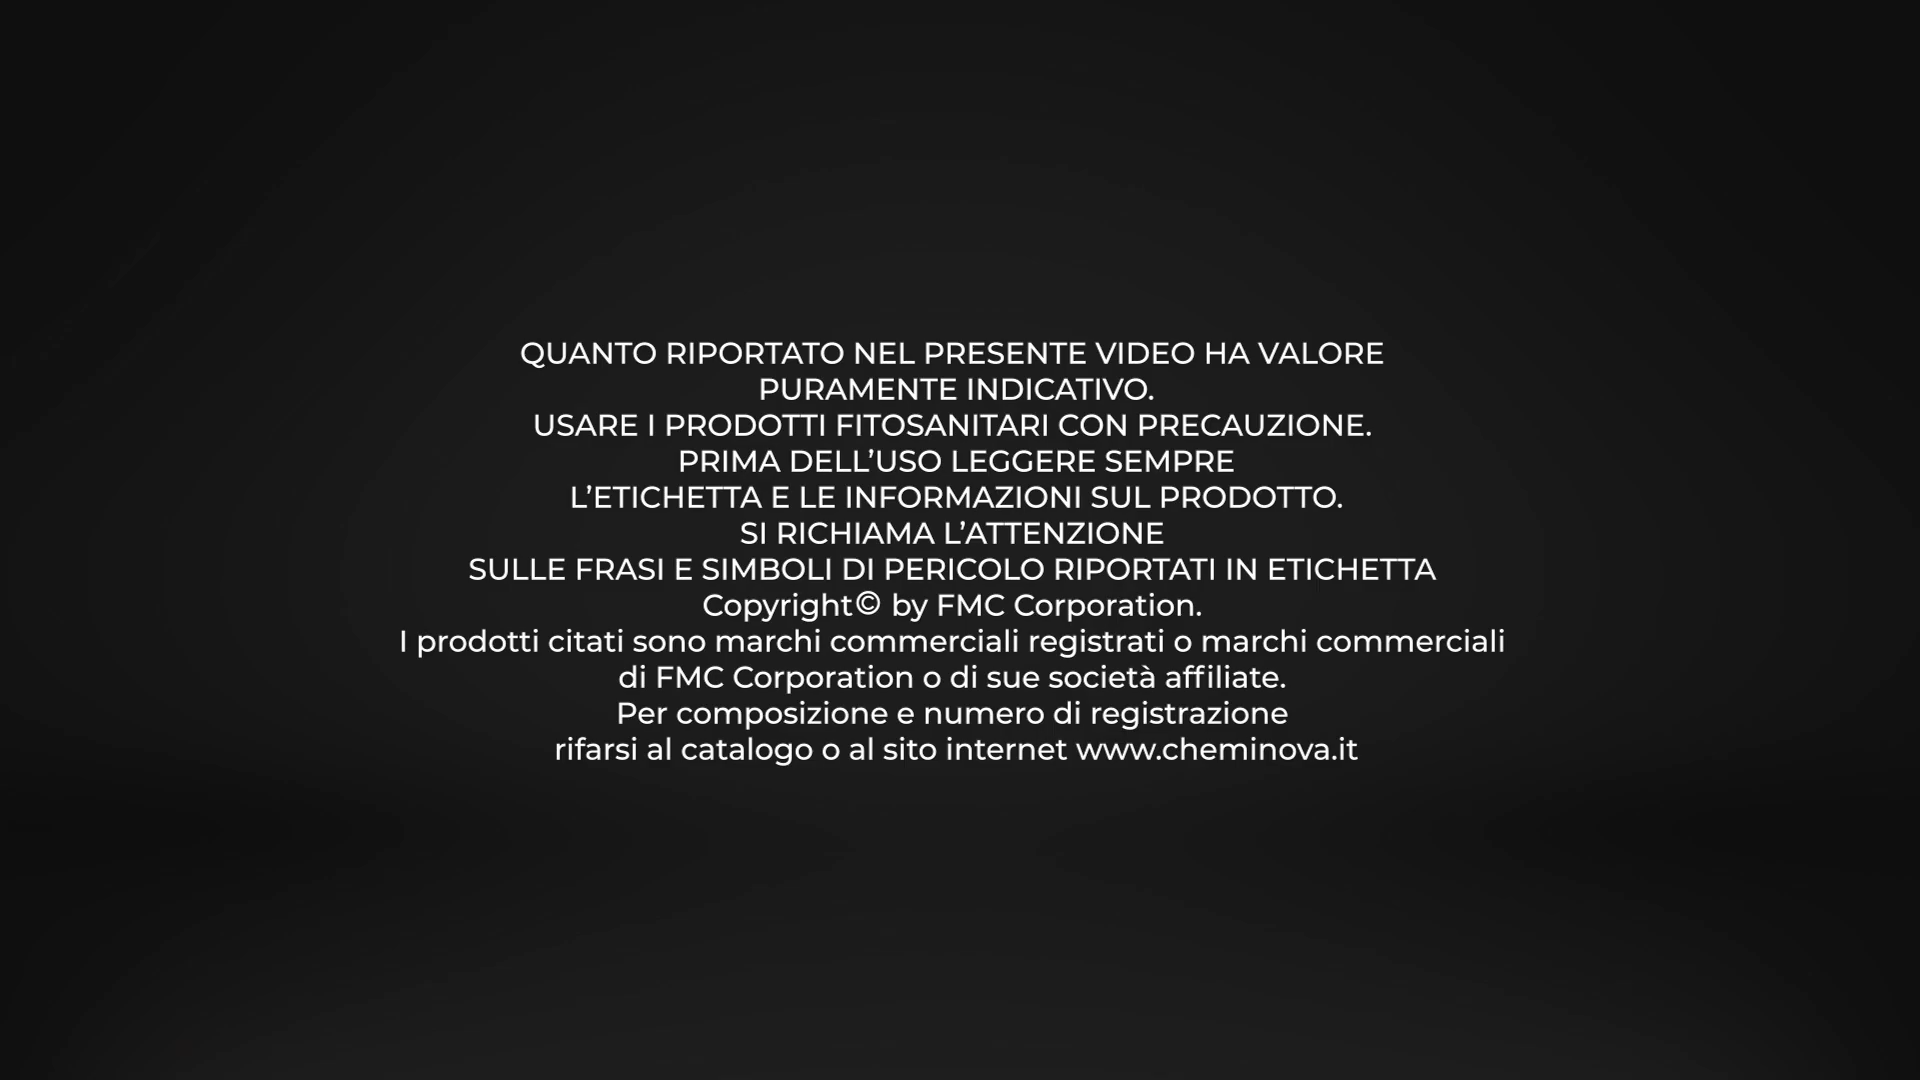 QUANTO RIPORTATO NEL PRESENTE VIDEO HA VALORE
PURAMENTE INDICATIVO.
USARE I PRODOTTI FITOSANITARI CON PRECAUZIONE.
PRIMA DELL’USO LEGGERE SEMPRE
L’ETICHETTA E LE INFORMAZIONI SUL PRODOTTO.
SI RICHIAMA L’ATTENZIONE
SULLE FRASI E SIMBOLI DI PERICOLO RIPORTATI IN ETICHETTA
Copyright© by FMC Corporation.
I prodotti citati sono marchi commerciali registrati o marchi commerciali
di FMC Corporation o di sue società affiliate.
Per composizione e numero di registrazione
rifarsi al catalogo o al sito internet www.cheminova.it